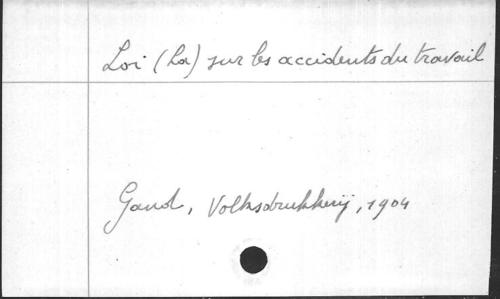 Loi (La) sur les accidents du travail
Gand, Volksdrukkerij, 1904